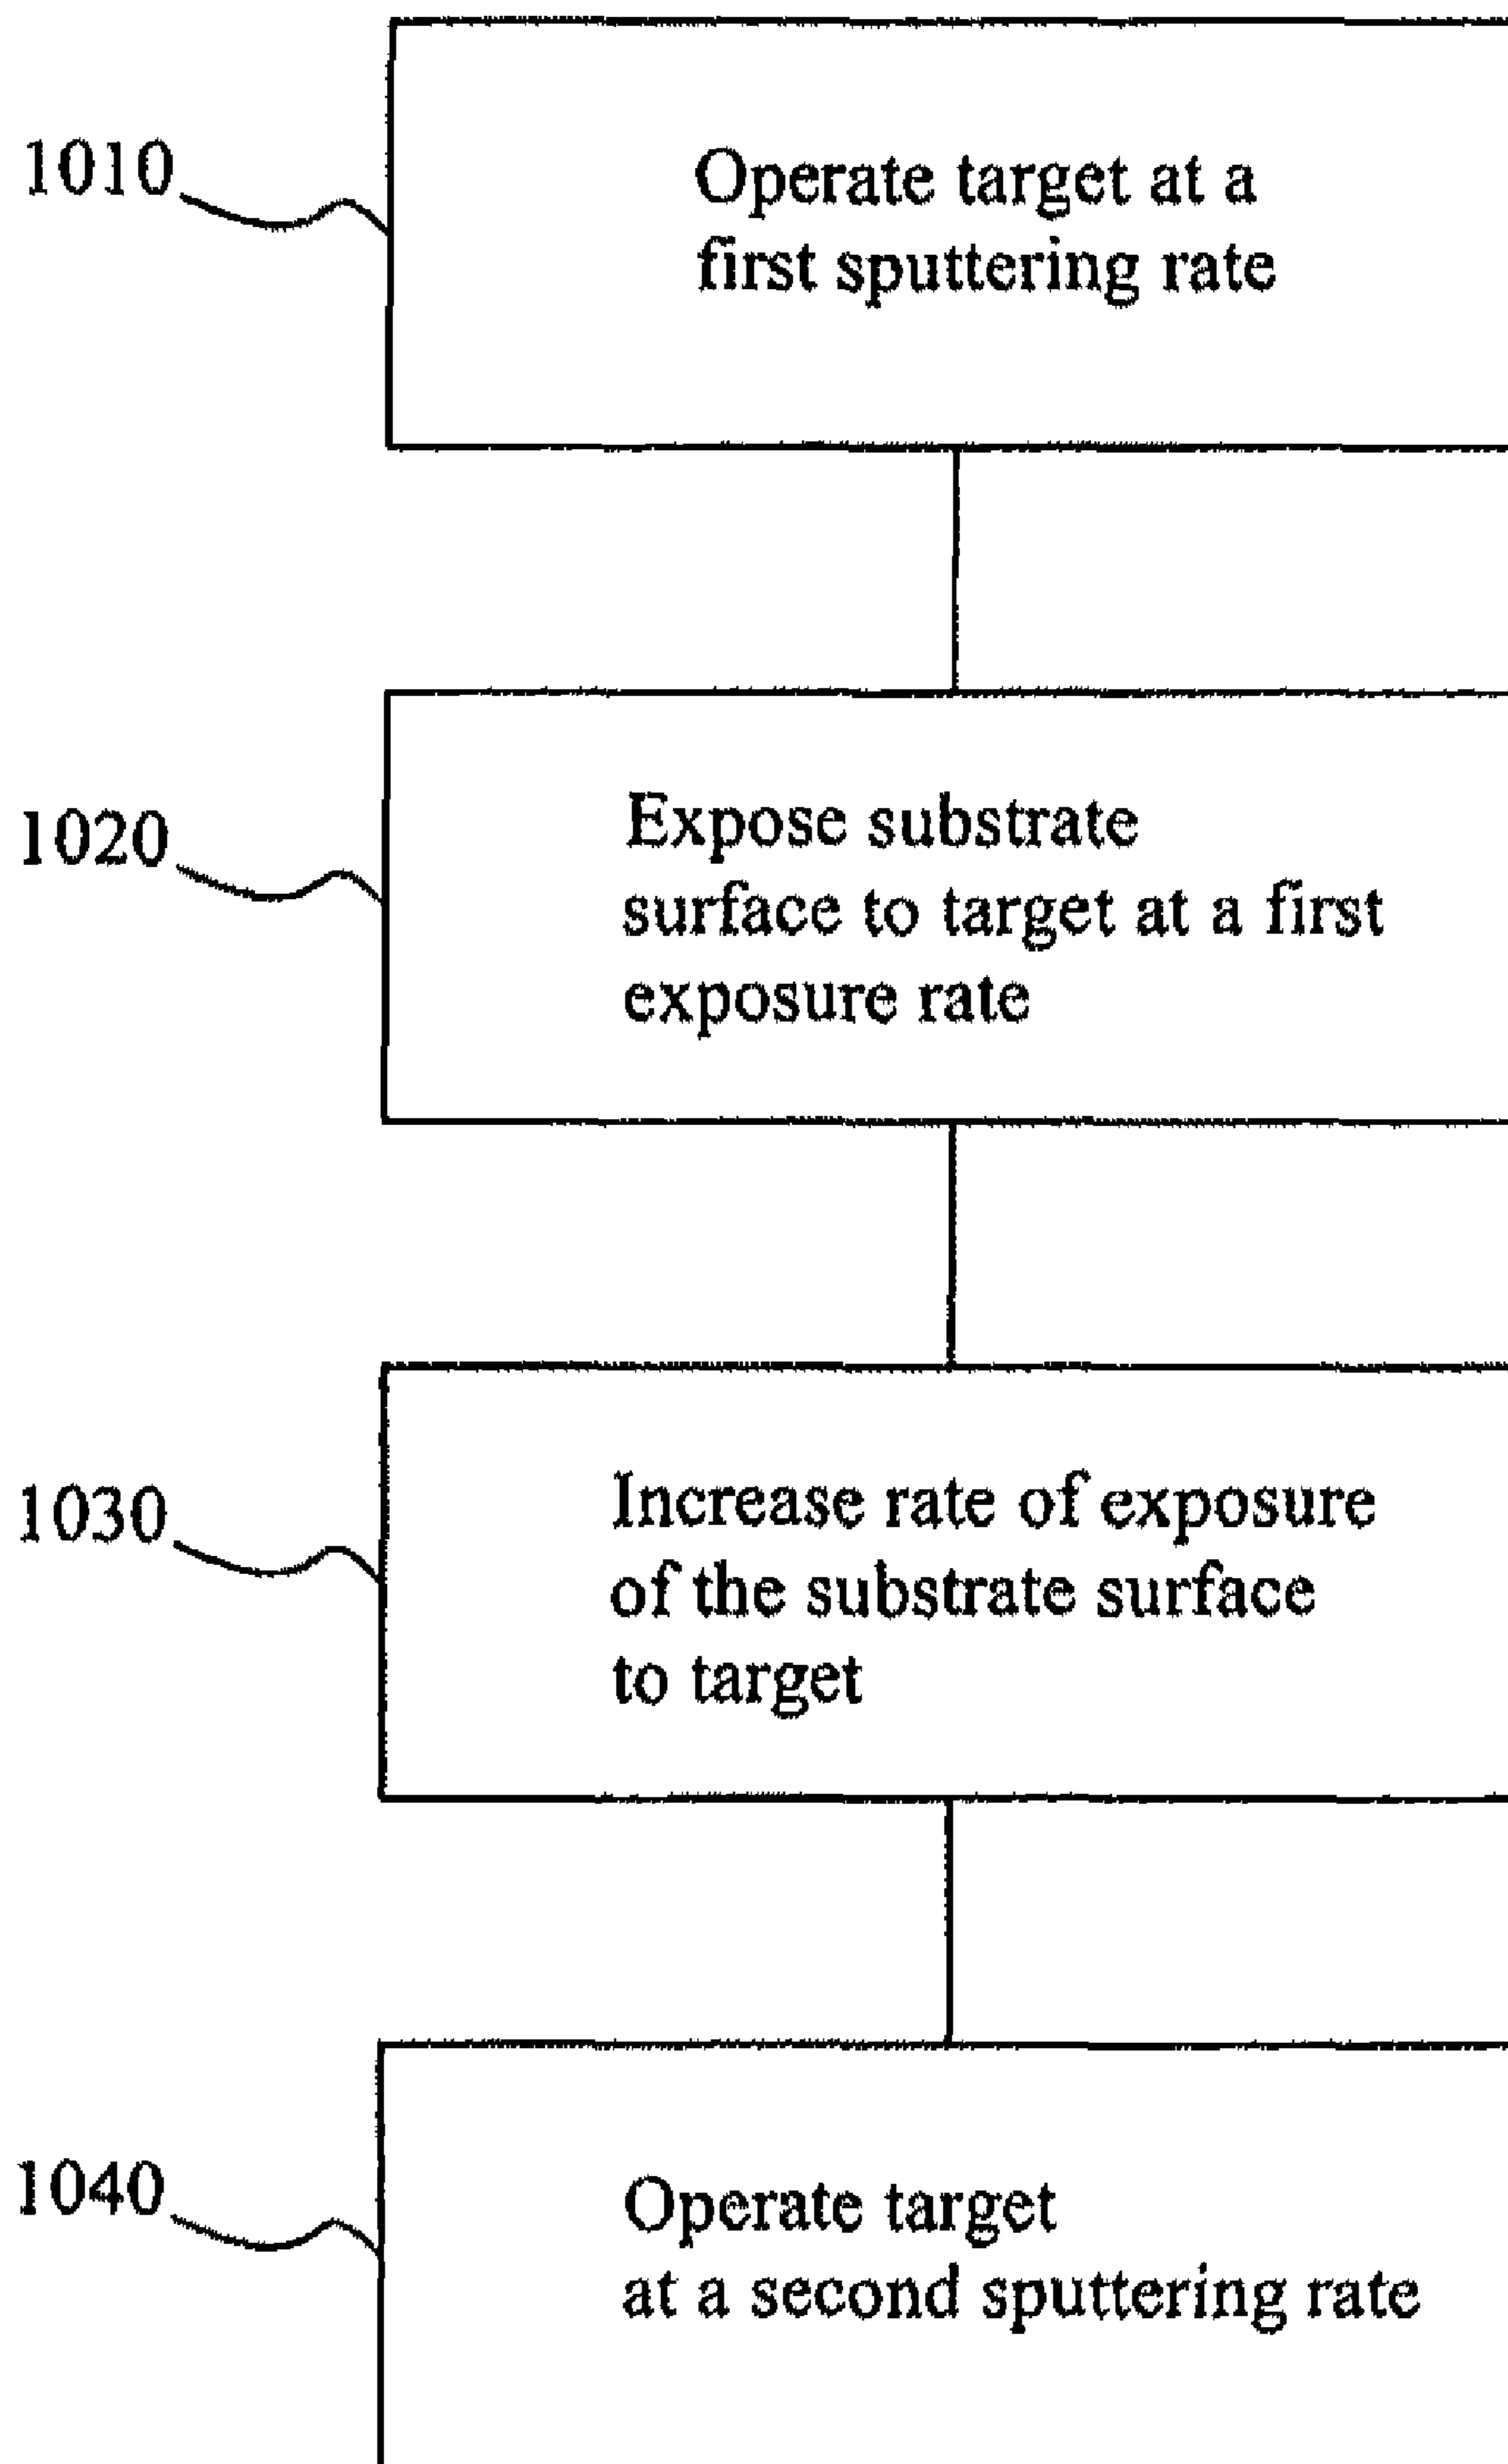 1010
Operate target at a
first sputtering rate
1020
Expose substrate
surface to target at a first
exposure rate
1030
Increase rate of exposure
of the substrate surface
to target
1040
Operate target
at a second sputtering rate